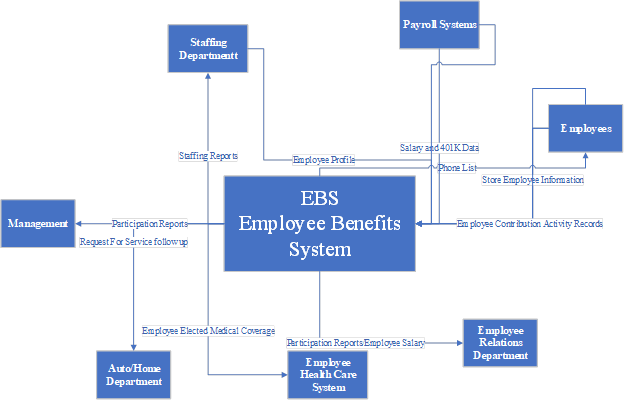 Payroll Systems
Staffing
Departmentt
Employees
Salary and 401K Data
Staffing Reports
Employee Profile
Phone List
Store Employee Information
EBS
Employee Benefits
System
Management
Participation Reports
Employee Contribution Activity Records
Request For Service followup
Employee Elected Medical Coverage
Participation Reports/Employee Salary
Employee
Relations
Department
Auto/Home
Department
Employee
Health Care
System